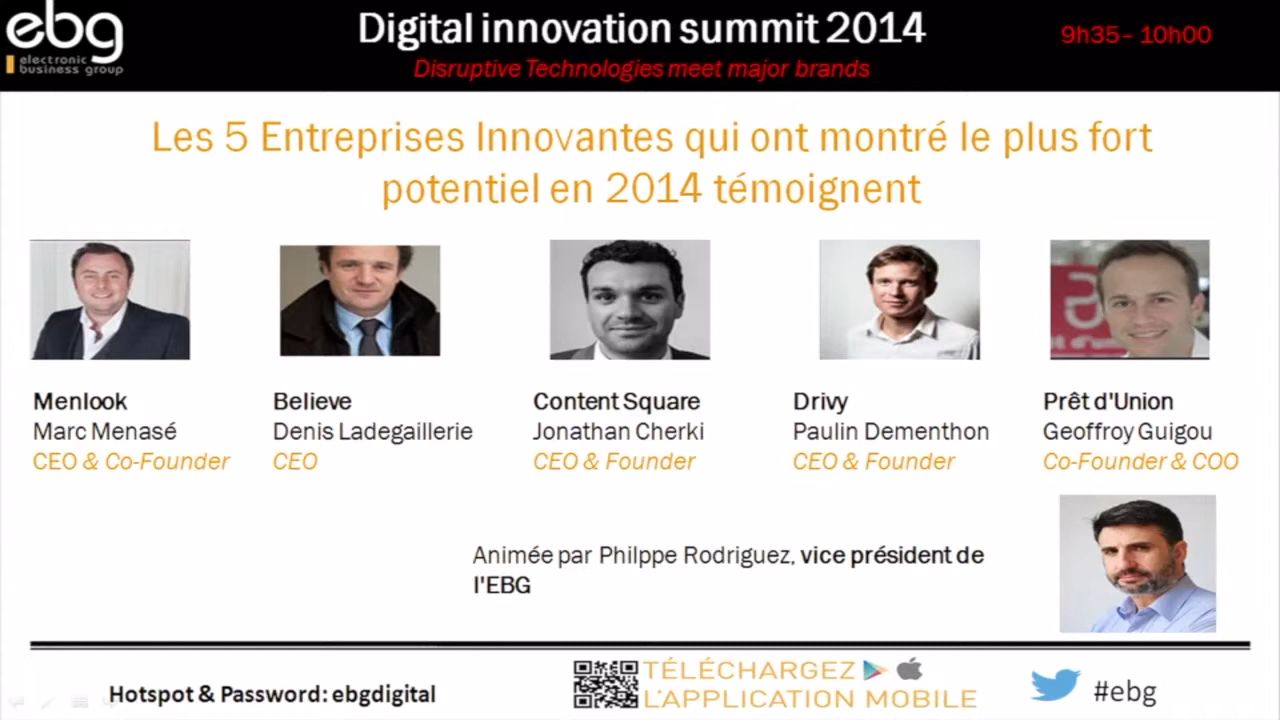 ebg
electronic
business group
Digital innovation summit 2014
Disruptive Technologies meet major brands
9h35- 10h00
Les 5 Entreprises Innovantes qui ont montré le plus fort
potentiel en 2014 témoignent
Menlook
Marc Menasé
CEO & Co-Founder
Believe
Denis Ladegaillerie
CEO
Content Square
Jonathan Cherki
CEO & Founder
Drivy
Paulin Dementhon
CEO & Founder
Prêt d'Union
Geoffroy Guigou
Co-Founder & COO
Animée par Philppe Rodriguez, vice président de
l'EBG
Hotspot & Password: ebgdigital
TÉLÉCHARGEZ
L'APPLICATION MOBILE
#ebg